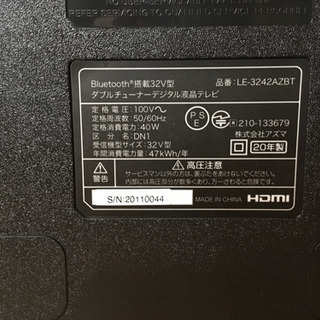 REFER SERVICING TO QUALIFIED
Bluetooth®搭載32V型 品番：LE-3242AZBT
ダブルチューナーデジタル液晶テレビ
定格電圧：100V～
定格周波数：50/60Hz
定格消費電力：40W
区分名：DN1
受信機型サイズ：32V型
年間消費電力量：47kWh/年
PSE
210-133679
株式会社アズマ
20年製
警告
高圧注意
サービスマン以外の方は、裏ぶたをあけないでください。
内部には高圧部分が数多くあり、万一さわると危険です。
S/N:20110044
MADE IN CHINA HDMI